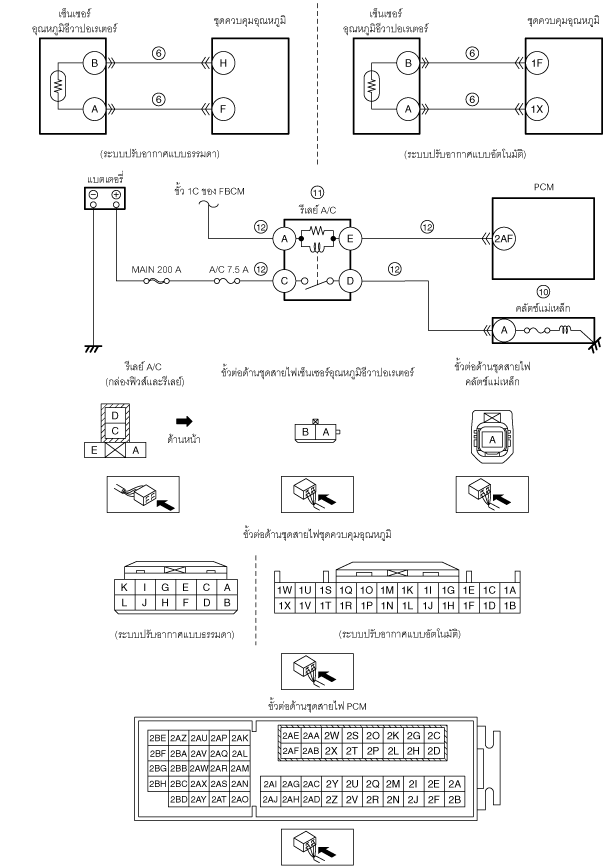 เซ็นเซอร์
อุณหภูมิอีวาปอเรเตอร์
ชุดควบคุมอุณหภูมิ
B 6 H
A 6 F
(ระบบปรับอากาศแบบธรรมดา)
เซ็นเซอร์
อุณหภูมิอีวาปอเรเตอร์
ชุดควบคุมอุณหภูมิ
B 6 1F
A 6 1X
(ระบบปรับอากาศแบบอัตโนมัติ)
แบตเตอรี่
ขั้ว 1C ของ FBCM
11
รีเลย์ A/C
PCM
12 A E 12 2AF
MAIN 200 A A/C 7.5 A 12 C D 12
10
คลัตช์แม่เหล็ก
A
รีเลย์ A/C
(กล่องฟิวส์และรีเลย์)
D
C
E A
ด้านหน้า
ขั้วต่อด้านชุดสายไฟเซ็นเซอร์อุณหภูมิอีวาปอเรเตอร์
B A
ขั้วต่อด้านชุดสายไฟ
คลัตช์แม่เหล็ก
A
ขั้วต่อด้านชุดสายไฟชุดควบคุมอุณหภูมิ
K I G E C A
L J H F D B
(ระบบปรับอากาศแบบธรรมดา)
1W 1U 1S 1Q 1O 1M 1K 1I 1G 1E 1C 1A
1X 1V 1T 1R 1P 1N 1L 1J 1H 1F 1D 1B
(ระบบปรับอากาศแบบอัตโนมัติ)
ขั้วต่อด้านชุดสายไฟ PCM
2BE 2AZ 2AU 2AP 2AK
2BF 2BA 2AV 2AQ 2AL
2BG 2BB 2AW 2AR 2AM
2BH 2BC 2AX 2AS 2AN
2BD 2AY 2AT 2AO
2AE 2AA 2W 2S 2O 2K 2G 2C
2AF 2AB 2X 2T 2P 2L 2H 2D
2AI 2AG 2AC 2Y 2U 2Q 2M 2I 2E 2A
2AJ 2AH 2AD 2Z 2V 2R 2N 2J 2F 2B